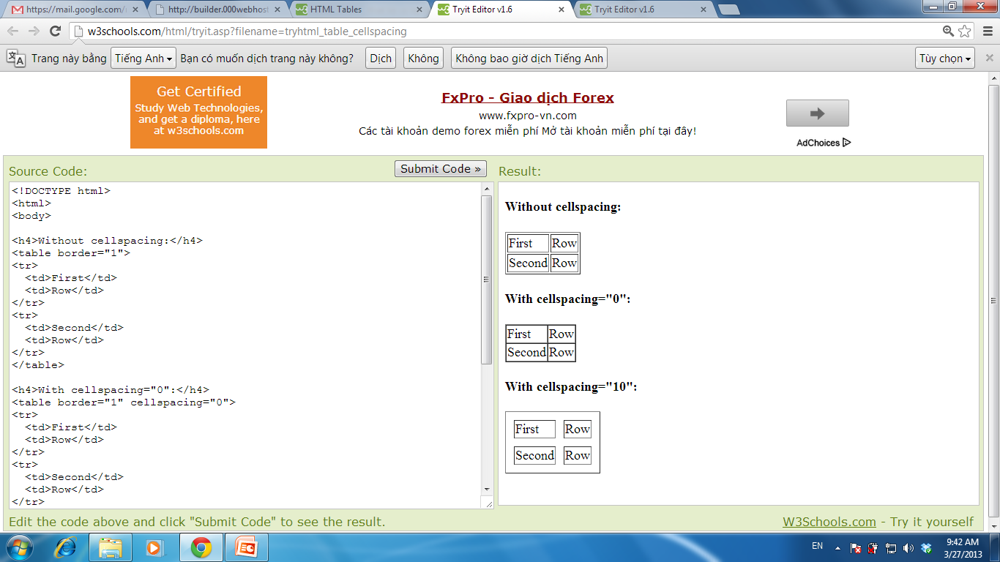 https://mail.google.com/
http://builder.000webhost
HTML Tables
Tryit Editor v1.6
Tryit Editor v1.6
w3schools.com/html/tryit.asp?filename=tryhtml_table_cellspacing
Trang này bằng Tiếng Anh Bạn có muốn dịch trang này không? Dịch Không Không bao giờ dịch Tiếng Anh Tùy chọn
Get Certified
Study Web Technologies,
and get a diploma, here
at w3schools.com
FxPro - Giao dịch Forex
www.fxpro-vn.com
Các tài khoản demo forex miễn phí Mở tài khoản miễn phí tại đây!
AdChoices
Source Code:
Submit Code »
<!DOCTYPE html>
<html>
<body>
<h4>Without cellspacing:</h4>
<table border="1">
<tr>
<td>First</td>
<td>Row</td>
</tr>
<tr>
<td>Second</td>
<td>Row</td>
</tr>
</table>
<h4>With cellspacing="0":</h4>
<table border="1" cellspacing="0">
<tr>
<td>First</td>
<td>Row</td>
</tr>
<tr>
<td>Second</td>
<td>Row</td>
</tr>
Result:
Without cellspacing:
First Row
Second Row
With cellspacing="0":
First Row
Second Row
With cellspacing="10":
First Row
Second Row
Edit the code above and click "Submit Code" to see the result.
W3Schools.com - Try it yourself
EN
9:42 AM
3/27/2013